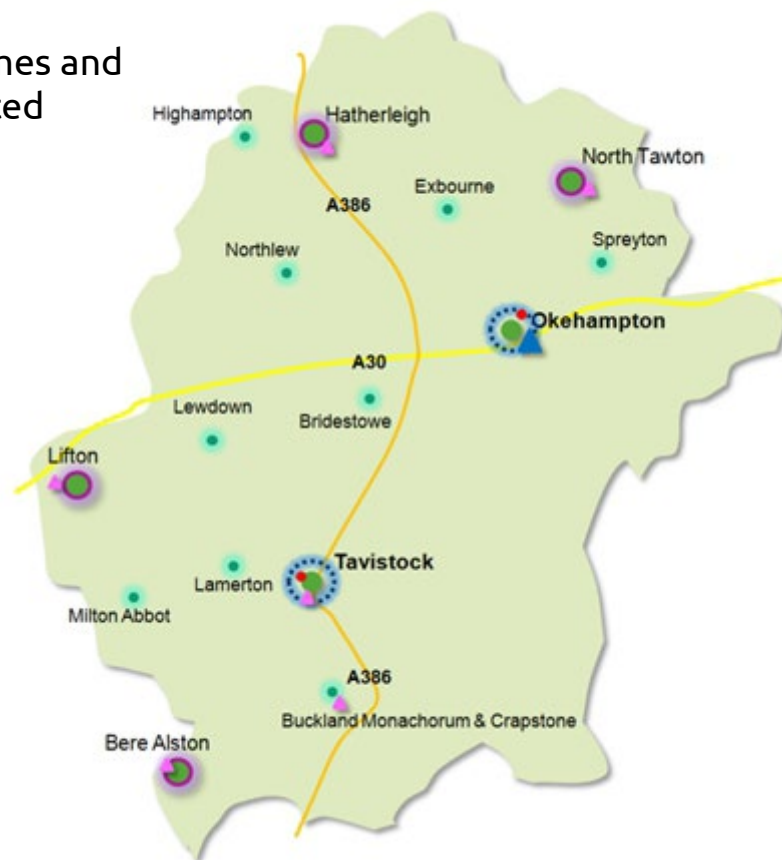 nes and
ed
Highampton
Hatherleigh
North Tawton
Exbourne
A386
Spreyton
Northlew
Okehampton
A30
Lewdown
Bridestowe
Lifton
Tavistock
Lamerton
Milton Abbot
A386
Buckland Monachorum & Crapstone
Bere Alston